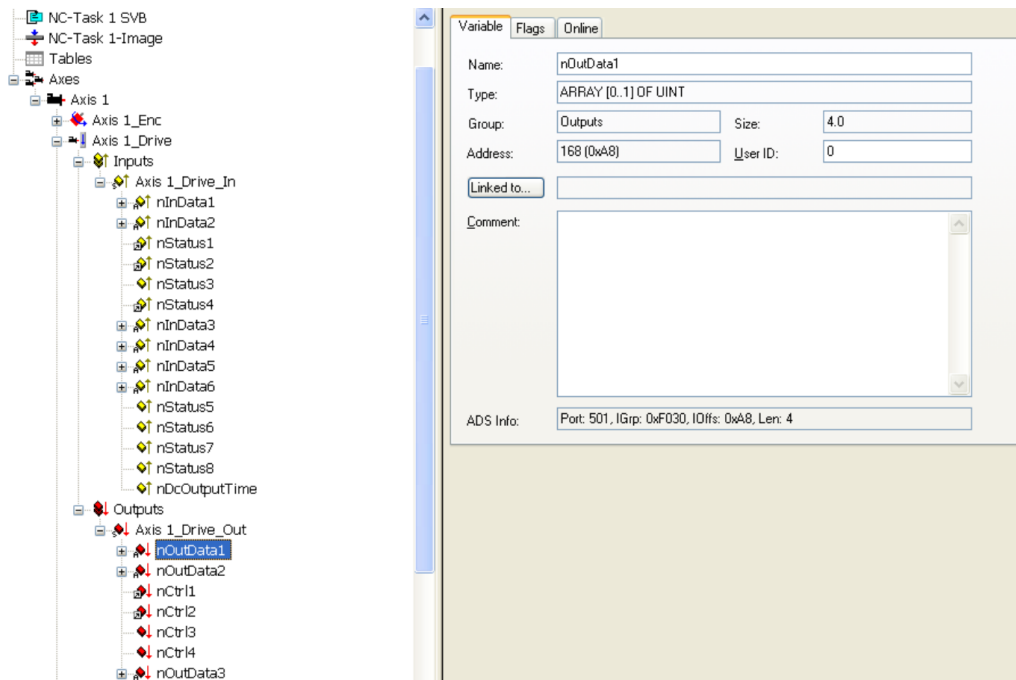 NC-Task 1 SVB
NC-Task 1-Image
Tables
Axes
Axis 1
Axis 1_Enc
Axis 1_Drive
Inputs
Axis 1_Drive_In
nInData1
nInData2
nStatus1
nStatus2
nStatus3
nStatus4
nInData3
nInData4
nInData5
nInData6
nStatus5
nStatus6
nStatus7
nStatus8
nDcOutputTime
Outputs
Axis 1_Drive_Out
nOutData1
nOutData2
nCtrl1
nCtrl2
nCtrl3
nCtrl4
nOutData3
Variable Flags Online
Name: nOutData1
Type: ARRAY [0..1] OF UINT
Group: Outputs Size: 4.0
Address: 168 (0xA8) User ID: 0
Linked to...
Comment:
ADS Info: Port: 501, IGrp: 0xF030, IOffs: 0xA8, Len: 4